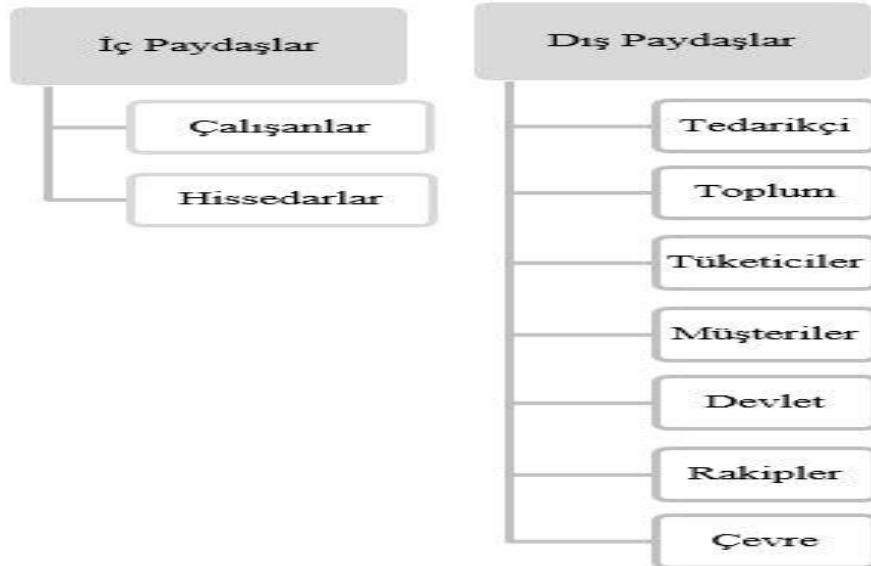 İç Paydaşlar
Çalışanlar
Hissedarlar
Dış Paydaşlar
Tedarikçi
Toplum
Tüketiciler
Müşteriler
Devlet
Rakipler
Çevre